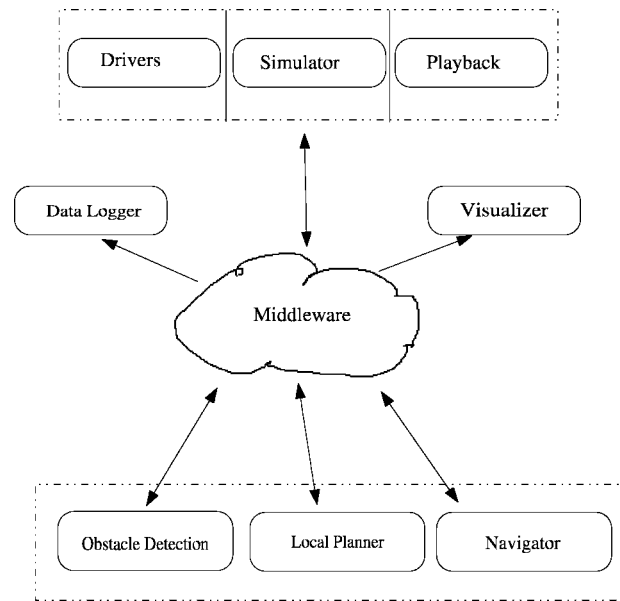 Drivers
Simulator
Playback
Data Logger
Visualizer
Middleware
Obstacle Detection
Local Planner
Navigator